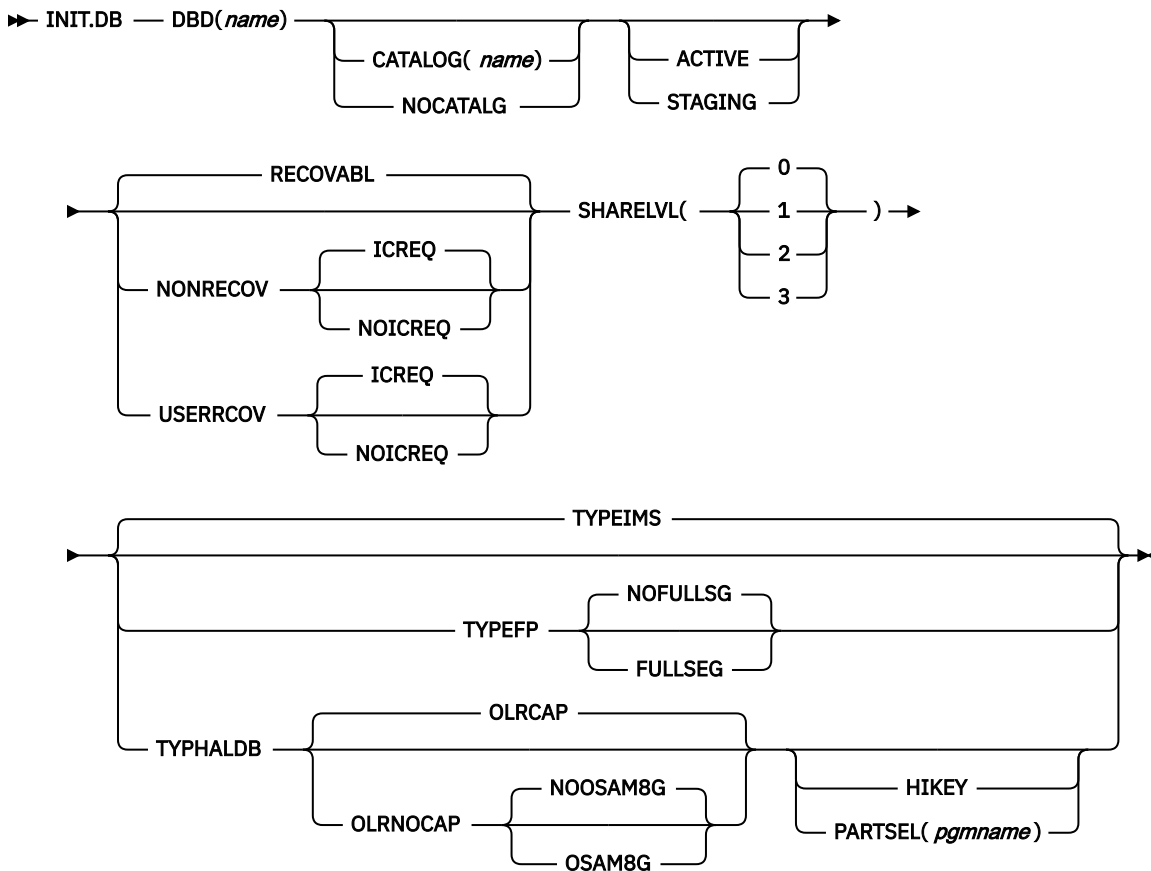 INIT.DB DBD(name)
CATALOG( name) ACTIVE
NOCATALG STAGING
RECOVABL 0
SHARELVL( 1 )
ICREQ 2
NONRECOV 3
NOICREQ
ICREQ
USERRCOV
NOICREQ
TYPEIMS
NOFULLSG
TYPEFP
FULLSEG
OLRCAP
TYPHALDB
NOOSAM8G HIKEY
OLRNOCAP PARTSEL( pgmname)
OSAM8G